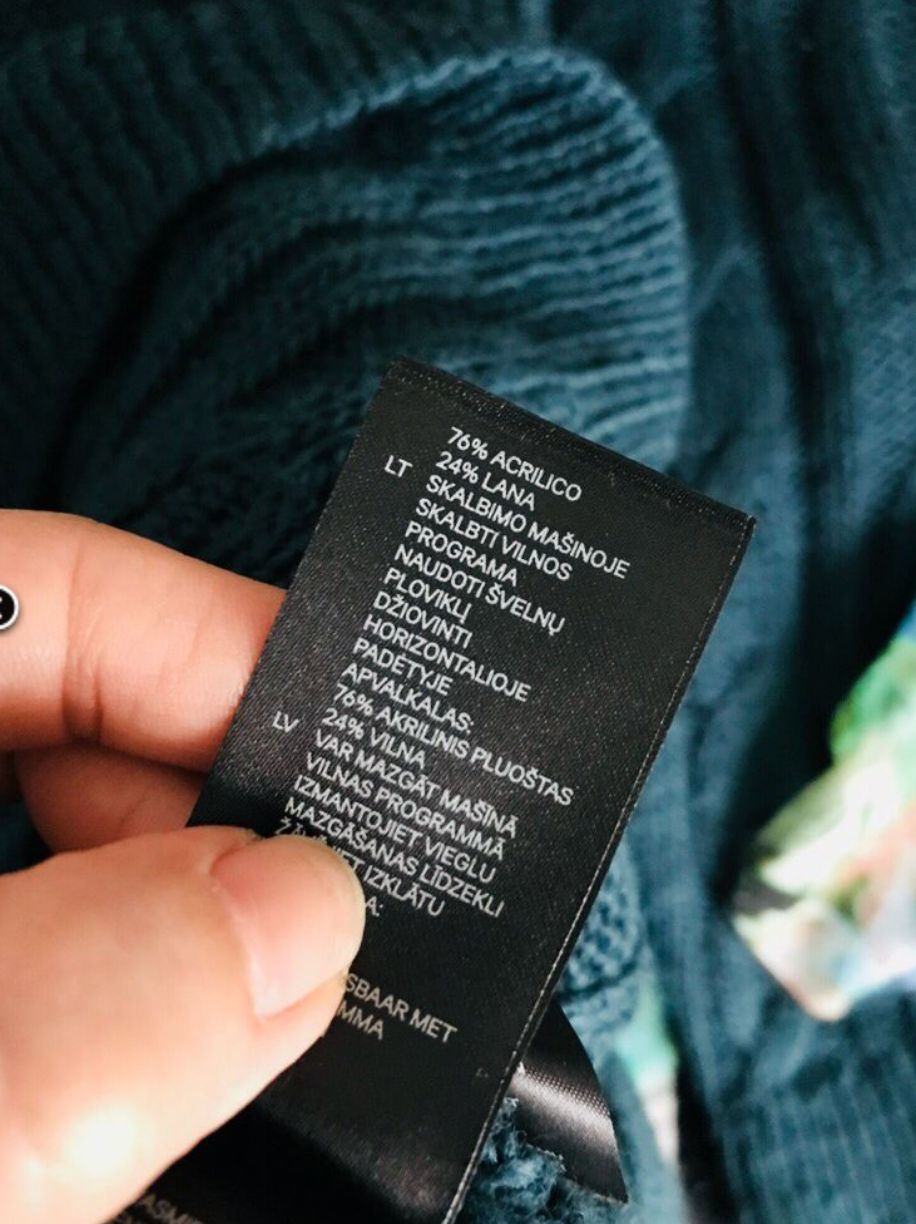 76% ACRILICO
24% LANA
LT SKALBIMO MAŠINOJE
SKALBTI VILNOS
PROGRAMA
NAUDOTI ŠVELNŲ
PLOVIKLĮ
DŽIOVINTI
HORIZONTALIOJE
PADĖTYJE
APVALKALAS:
76% AKRILINIS PLUOŠTAS
24% VILNA
LV VAR MAZGĀT MAŠĪNĀ
VILNAS PROGRAMMĀ
IZMANTOJIET VIEGLU
MAZGĀŠANAS LĪDZEKLI
IZKLĀTU
A:
SBAAR MET
MMA